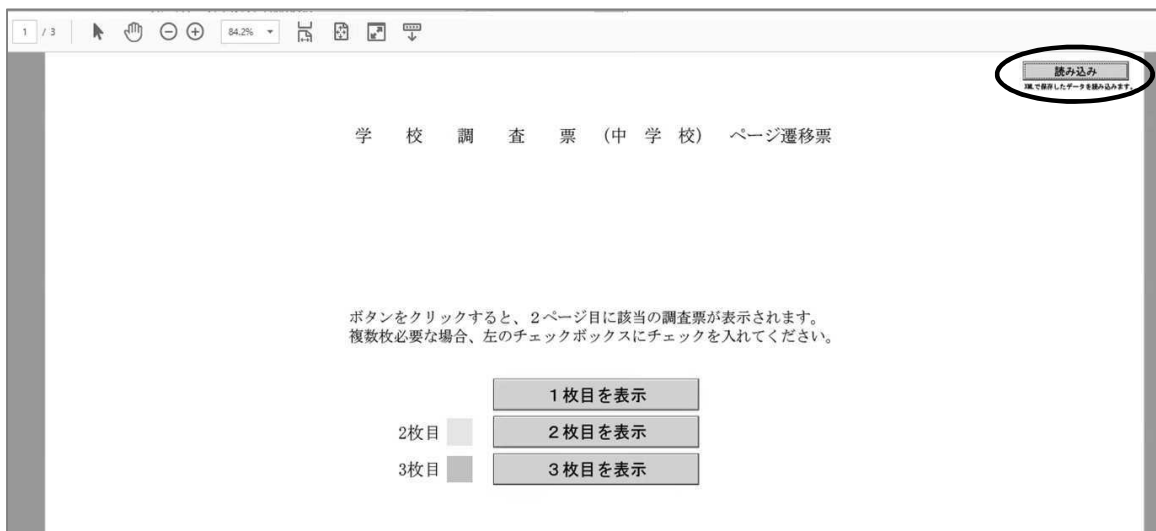 1 / 3
84.2%
読み込み
XMLで保存したデータを読み込みます。
学校調査票(中学校) ページ遷移票
ボタンをクリックすると、2ページ目に該当の調査票が表示されます。
複数枚必要な場合、左のチェックボックスにチェックを入れてください。
1枚目を表示
2枚目 2枚目を表示
3枚目 3枚目を表示